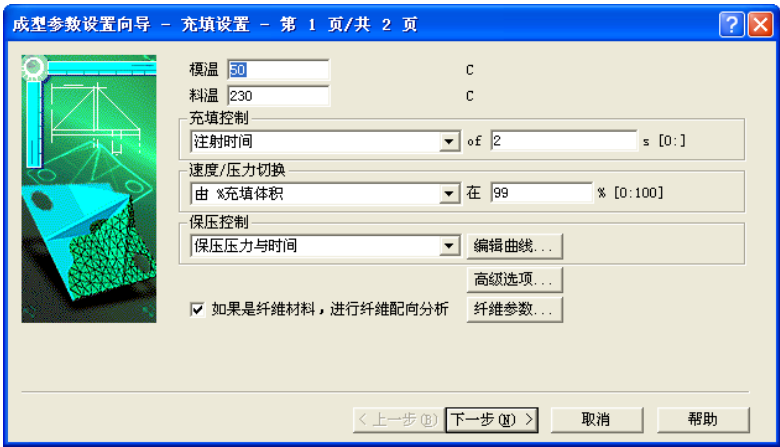 成型参数设置向导 - 充填设置 - 第 1 页/共 2 页
模温 50 C
料温 230 C
充填控制
注射时间 of 2 s [0:]
速度/压力切换
由 %充填体积 在 99 % [0:100]
保压控制
保压压力与时间 编辑曲线...
高级选项...
如果是纤维材料，进行纤维配向分析 纤维参数...
< 上一步(B) 下一步(N) > 取消 帮助